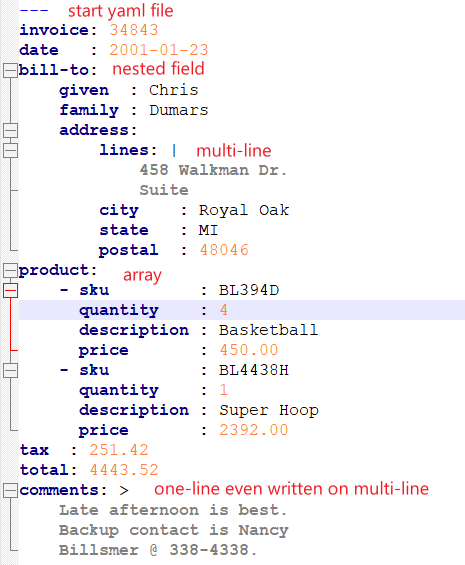 --- start yaml file
invoice: 34843
date   : 2001-01-23
bill-to: nested field
    given  : Chris
    family : Dumars
    address:
        lines: | multi-line
            458 Walkman Dr.
            Suite
        city    : Royal Oak
        state   : MI
        postal  : 48046
product:
array
    - sku         : BL394D
      quantity    : 4
      description : Basketball
      price       : 450.00
    - sku         : BL4438H
      quantity    : 1
      description : Super Hoop
      price       : 2392.00
tax  : 251.42
total: 4443.52
comments: > one-line even written on multi-line
    Late afternoon is best.
    Backup contact is Nancy
    Billsmer @ 338-4338.